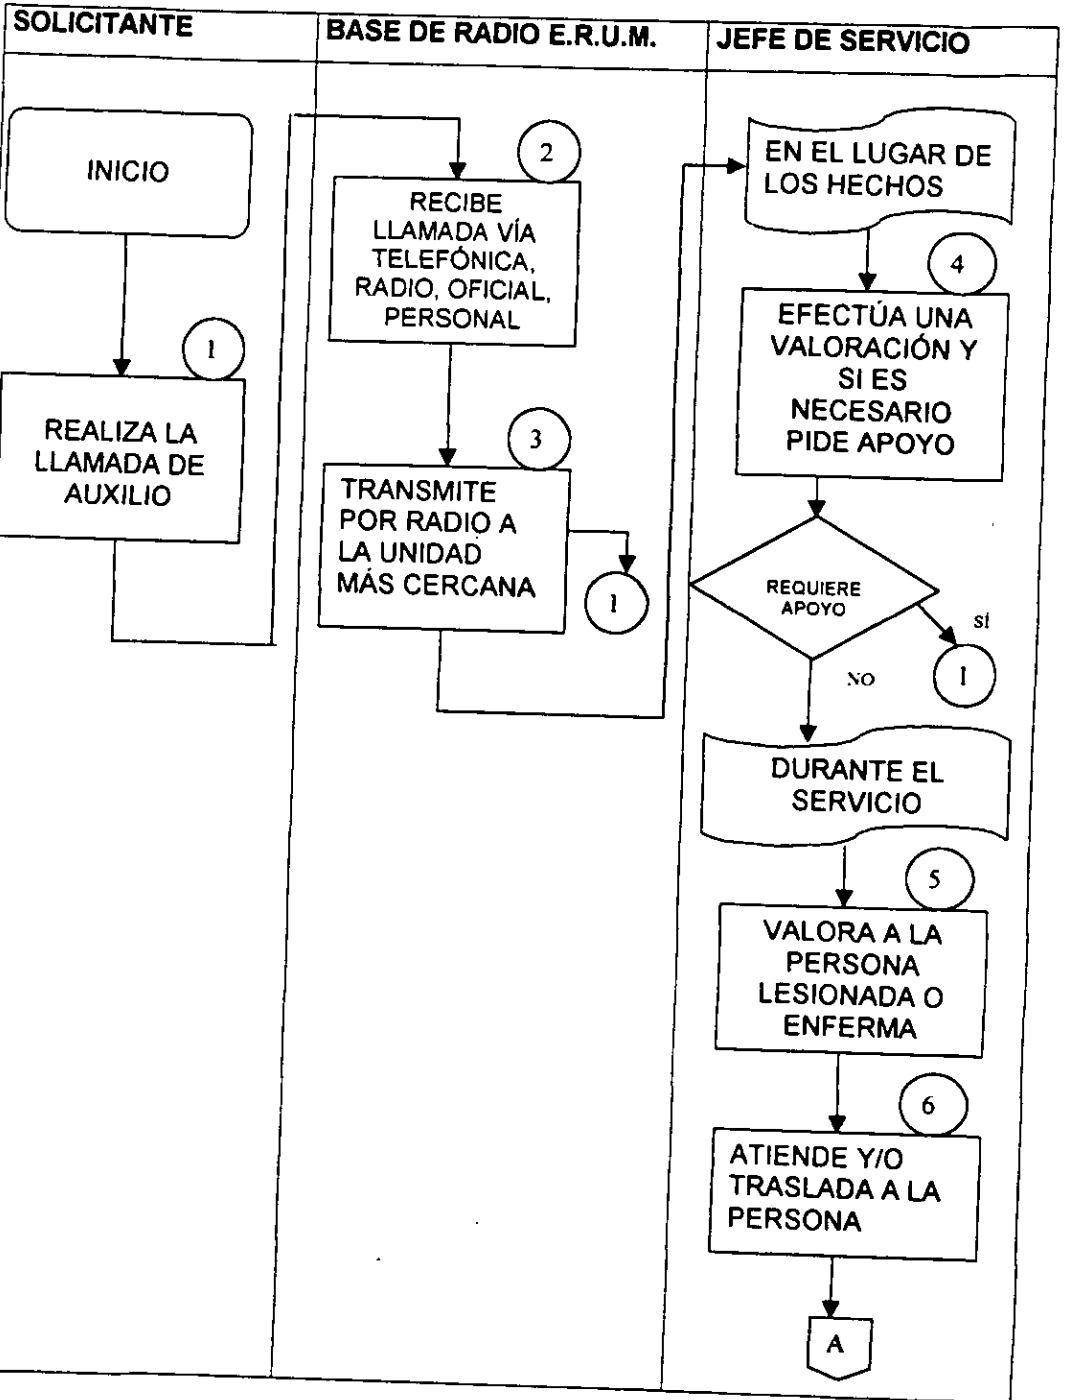 SOLICITANTE
BASE DE RADIO E.R.U.M.
JEFE DE SERVICIO
INICIO
1
REALIZA LA
LLAMADA DE
AUXILIO
2
RECIBE
LLAMADA VÍA
TELEFÓNICA,
RADIO, OFICIAL,
PERSONAL
3
TRANSMITE
POR RADIO A
LA UNIDAD
MÁS CERCANA
1
EN EL LUGAR DE
LOS HECHOS
4
EFECTÚA UNA
VALORACIÓN Y
SI ES
NECESARIO
PIDE APOYO
REQUIERE
APOYO
sí
1
NO
DURANTE EL
SERVICIO
5
VALORA A LA
PERSONA
LESIONADA O
ENFERMA
6
ATIENDE Y/O
TRASLADA A LA
PERSONA
A